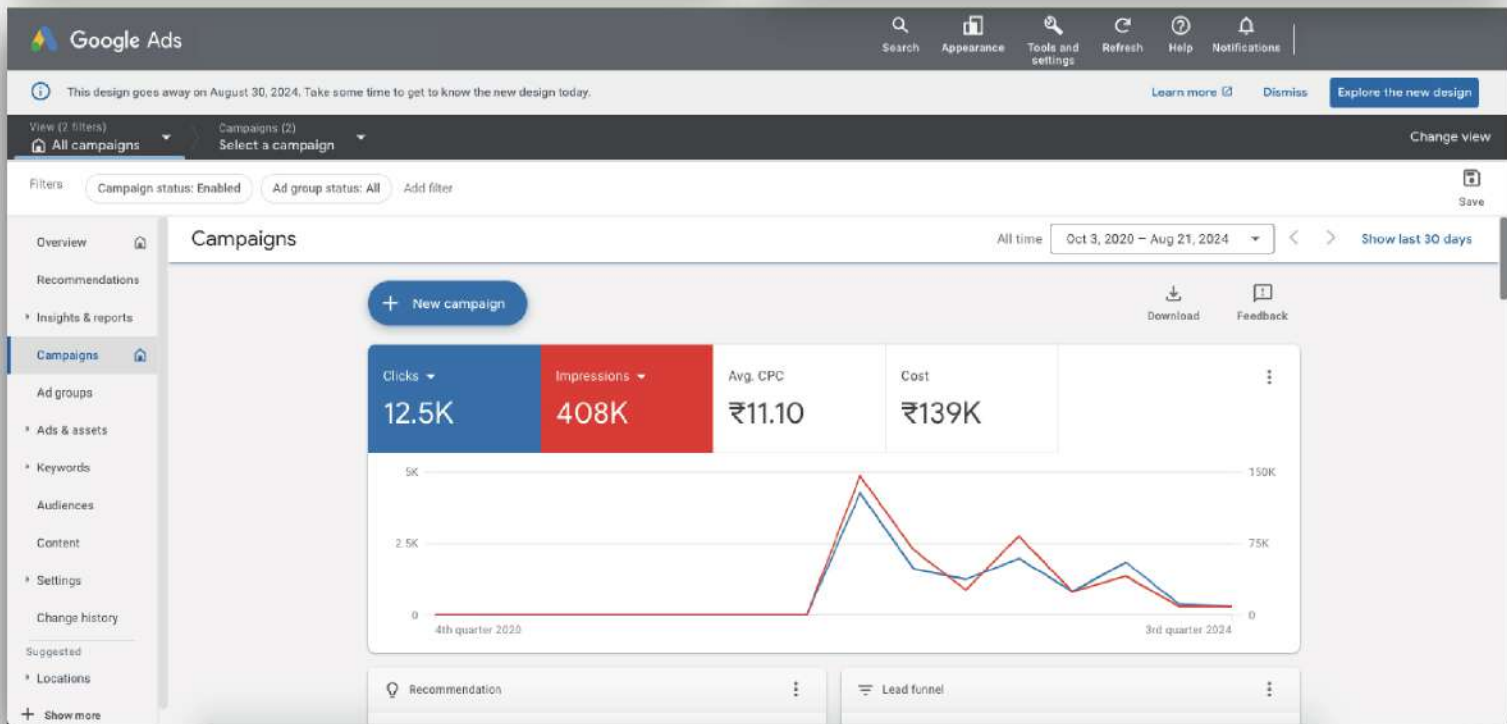 Google Ads
Search
Appearance
Tools and
settings
Refresh
Help
Notifications
This design goes away on August 30, 2024. Take some time to get to know the new design today.
Learn more
Dismiss
Explore the new design
View (2 filters)
All campaigns
Campaigns (2)
Select a campaign
Change view
Filters
Campaign status: Enabled
Ad group status: All
Add filter
Save
Overview
Recommendations
Insights & reports
Campaigns
Ad groups
Ads & assets
Keywords
Audiences
Content
Settings
Change history
Suggested
Locations
Show more
Campaigns
All time
Oct 3, 2020 – Aug 21, 2024
Show last 30 days
New campaign
Download
Feedback
Clicks
12.5K
Impressions
408K
Avg. CPC
₹11.10
Cost
₹139K
5K
150K
2.5K
75K
0
0
4th quarter 2020
3rd quarter 2024
Recommendation
Lead funnel